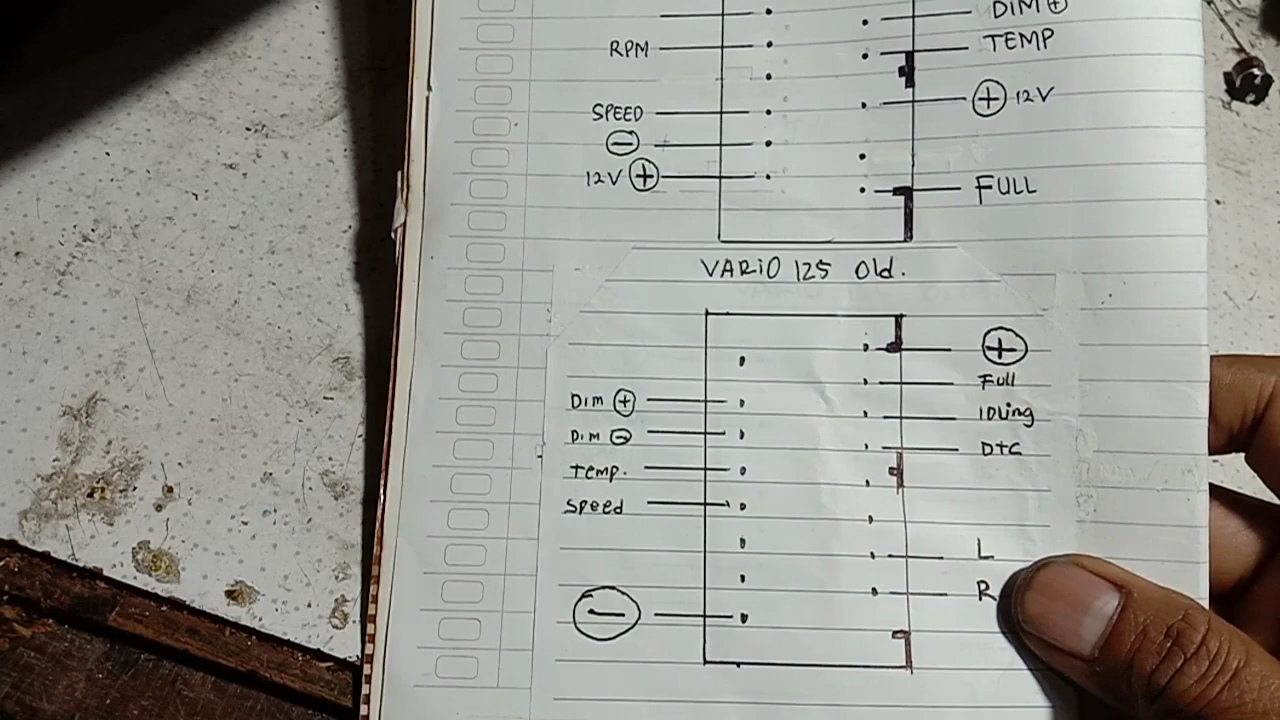 DIM ⊕
RPM
TEMP
SPEED
⊕ 12V
⊖
12V ⊕
FULL
VARIO 125 Old.
⊕
Full
Dim ⊕
IDLing
Dim ⊖
DTC
Temp.
Speed
L
R
⊖